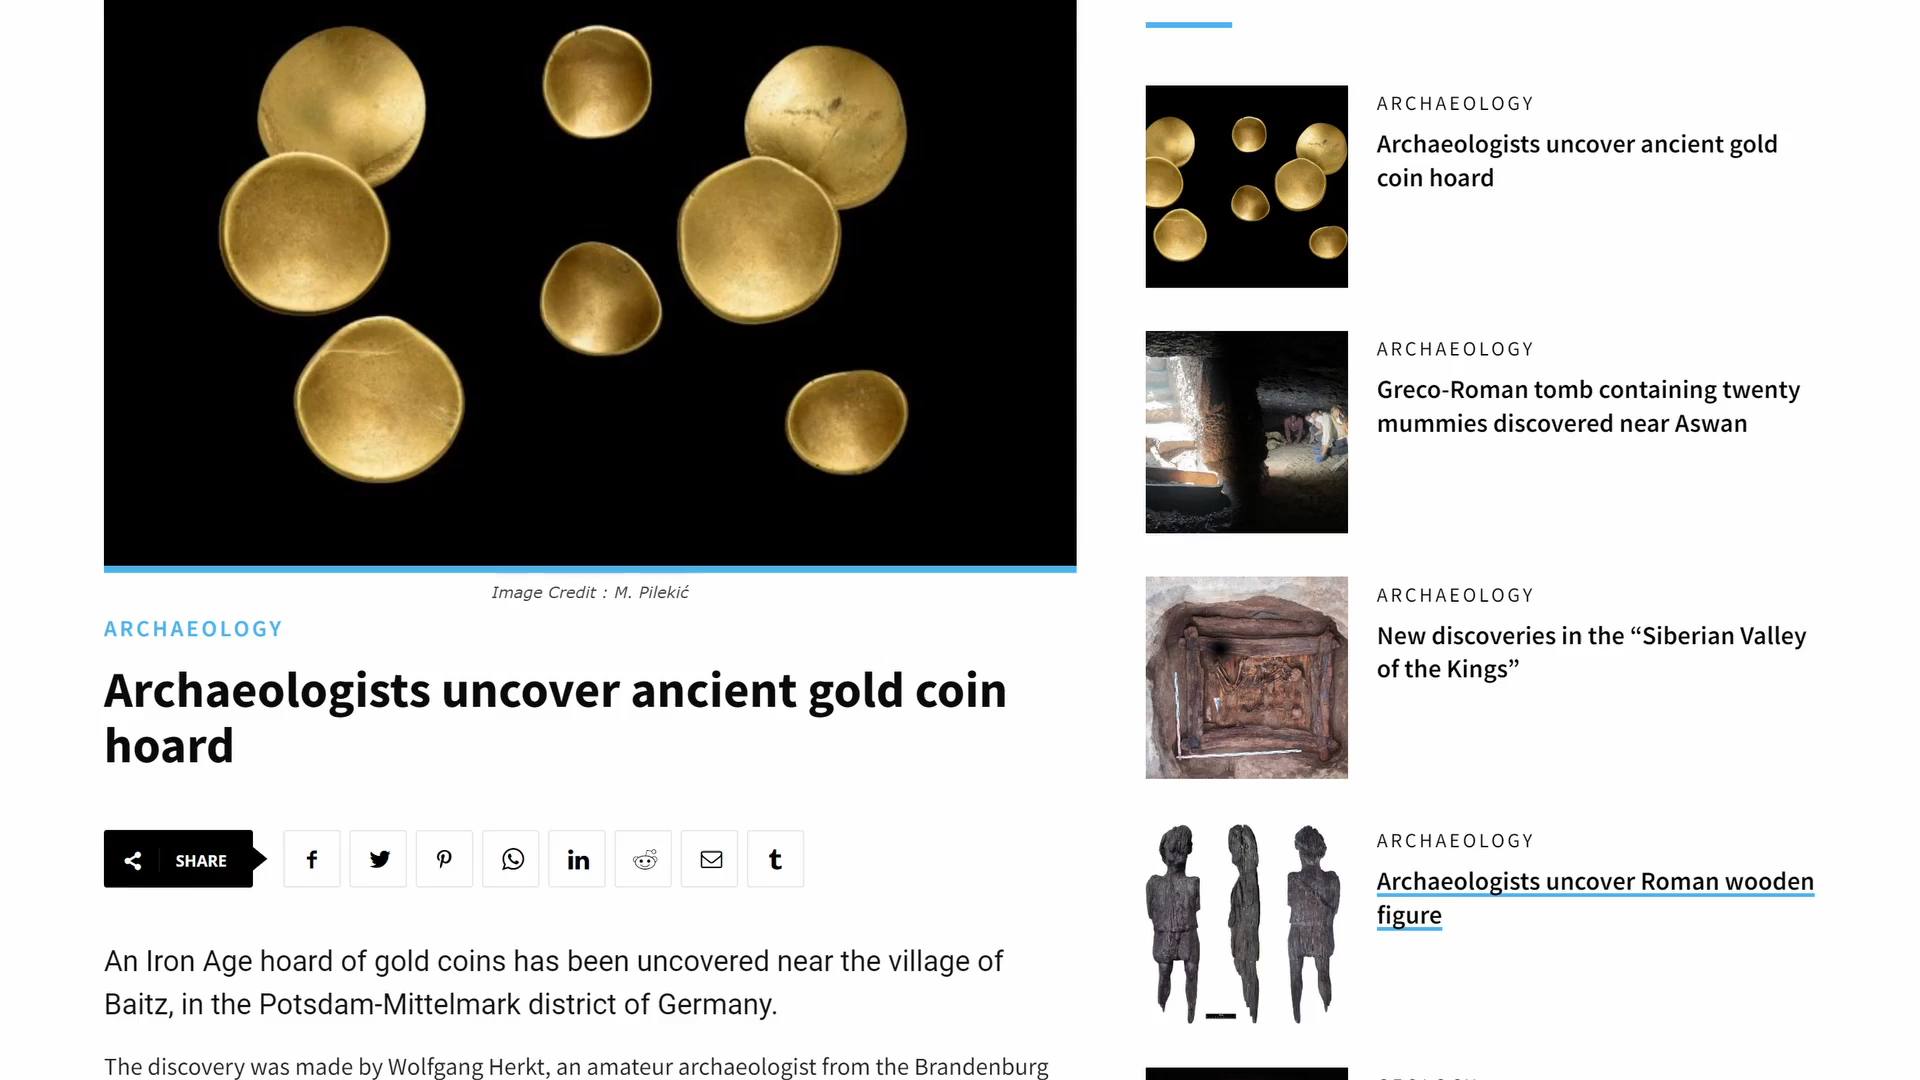 Image Credit : M. Pilekić
ARCHAEOLOGY
Archaeologists uncover ancient gold coin
hoard
SHARE
An Iron Age hoard of gold coins has been uncovered near the village of
Baitz, in the Potsdam-Mittelmark district of Germany.
The discovery was made by Wolfgang Herkt, an amateur archaeologist from the Brandenburg
ARCHAEOLOGY
Archaeologists uncover ancient gold
coin hoard
ARCHAEOLOGY
Greco-Roman tomb containing twenty
mummies discovered near Aswan
ARCHAEOLOGY
New discoveries in the “Siberian Valley
of the Kings”
ARCHAEOLOGY
Archaeologists uncover Roman wooden
figure